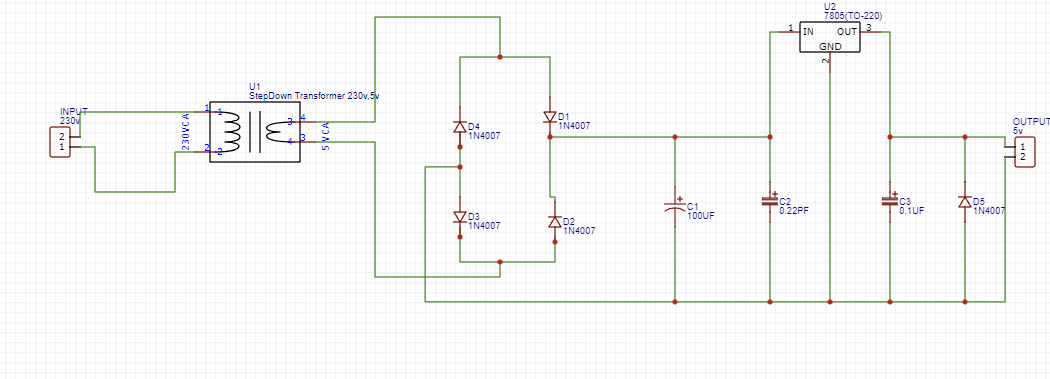 U2
7805(TO-220)
1
IN
OUT
3
GND
2
U1
StepDown Transformer 230v,5v
INPUT
230v
2
1
230VCA
1
1
2
2
3
4
4
3
5VCA
D4
1N4007
D1
1N4007
D3
1N4007
D2
1N4007
C1
100UF
C2
0.22PF
C3
0.1UF
D5
1N4007
OUTPUT
5v
1
2